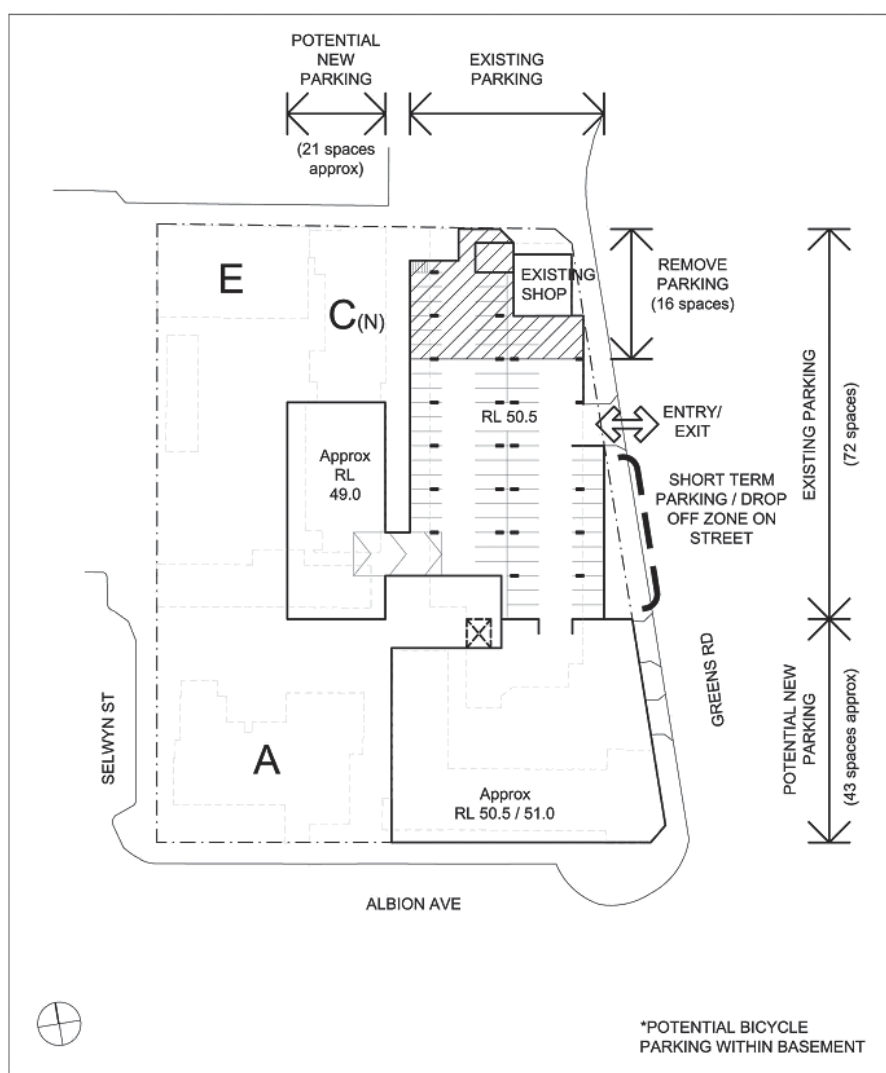 POTENTIAL
NEW
PARKING
(21 spaces
approx)
EXISTING
PARKING
E
C(N)
EXISTING
SHOP
REMOVE
PARKING
(16 spaces)
RL 50.5
ENTRY/
EXIT
Approx
RL
49.0
SHORT TERM
PARKING / DROP
OFF ZONE ON
STREET
EXISTING PARKING
(72 spaces)
SELWYN ST
A
GREENS RD
POTENTIAL NEW
PARKING
(43 spaces approx)
Approx
RL 50.5 / 51.0
ALBION AVE
*POTENTIAL BICYCLE
PARKING WITHIN BASEMENT